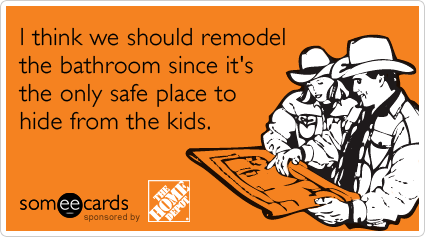 I think we should remodel
the bathroom since it's
the only safe place to
hide from the kids.
someecards
sponsored by
THE
HOME
DEPOT